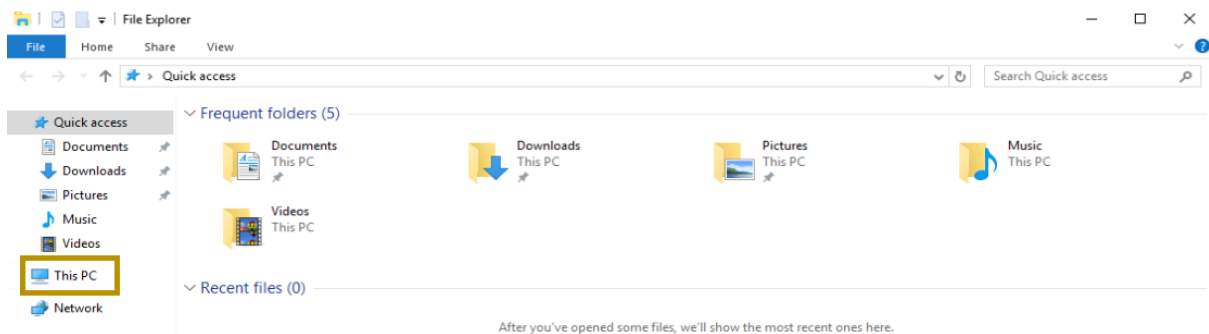 File Explorer
File Home Share View
Quick access
Search Quick access
Quick access
Documents
Downloads
Pictures
Music
Videos
This PC
Network
Frequent folders (5)
Documents
This PC
Downloads
This PC
Pictures
This PC
Music
This PC
Videos
This PC
Recent files (0)
After you've opened some files, we'll show the most recent ones here.